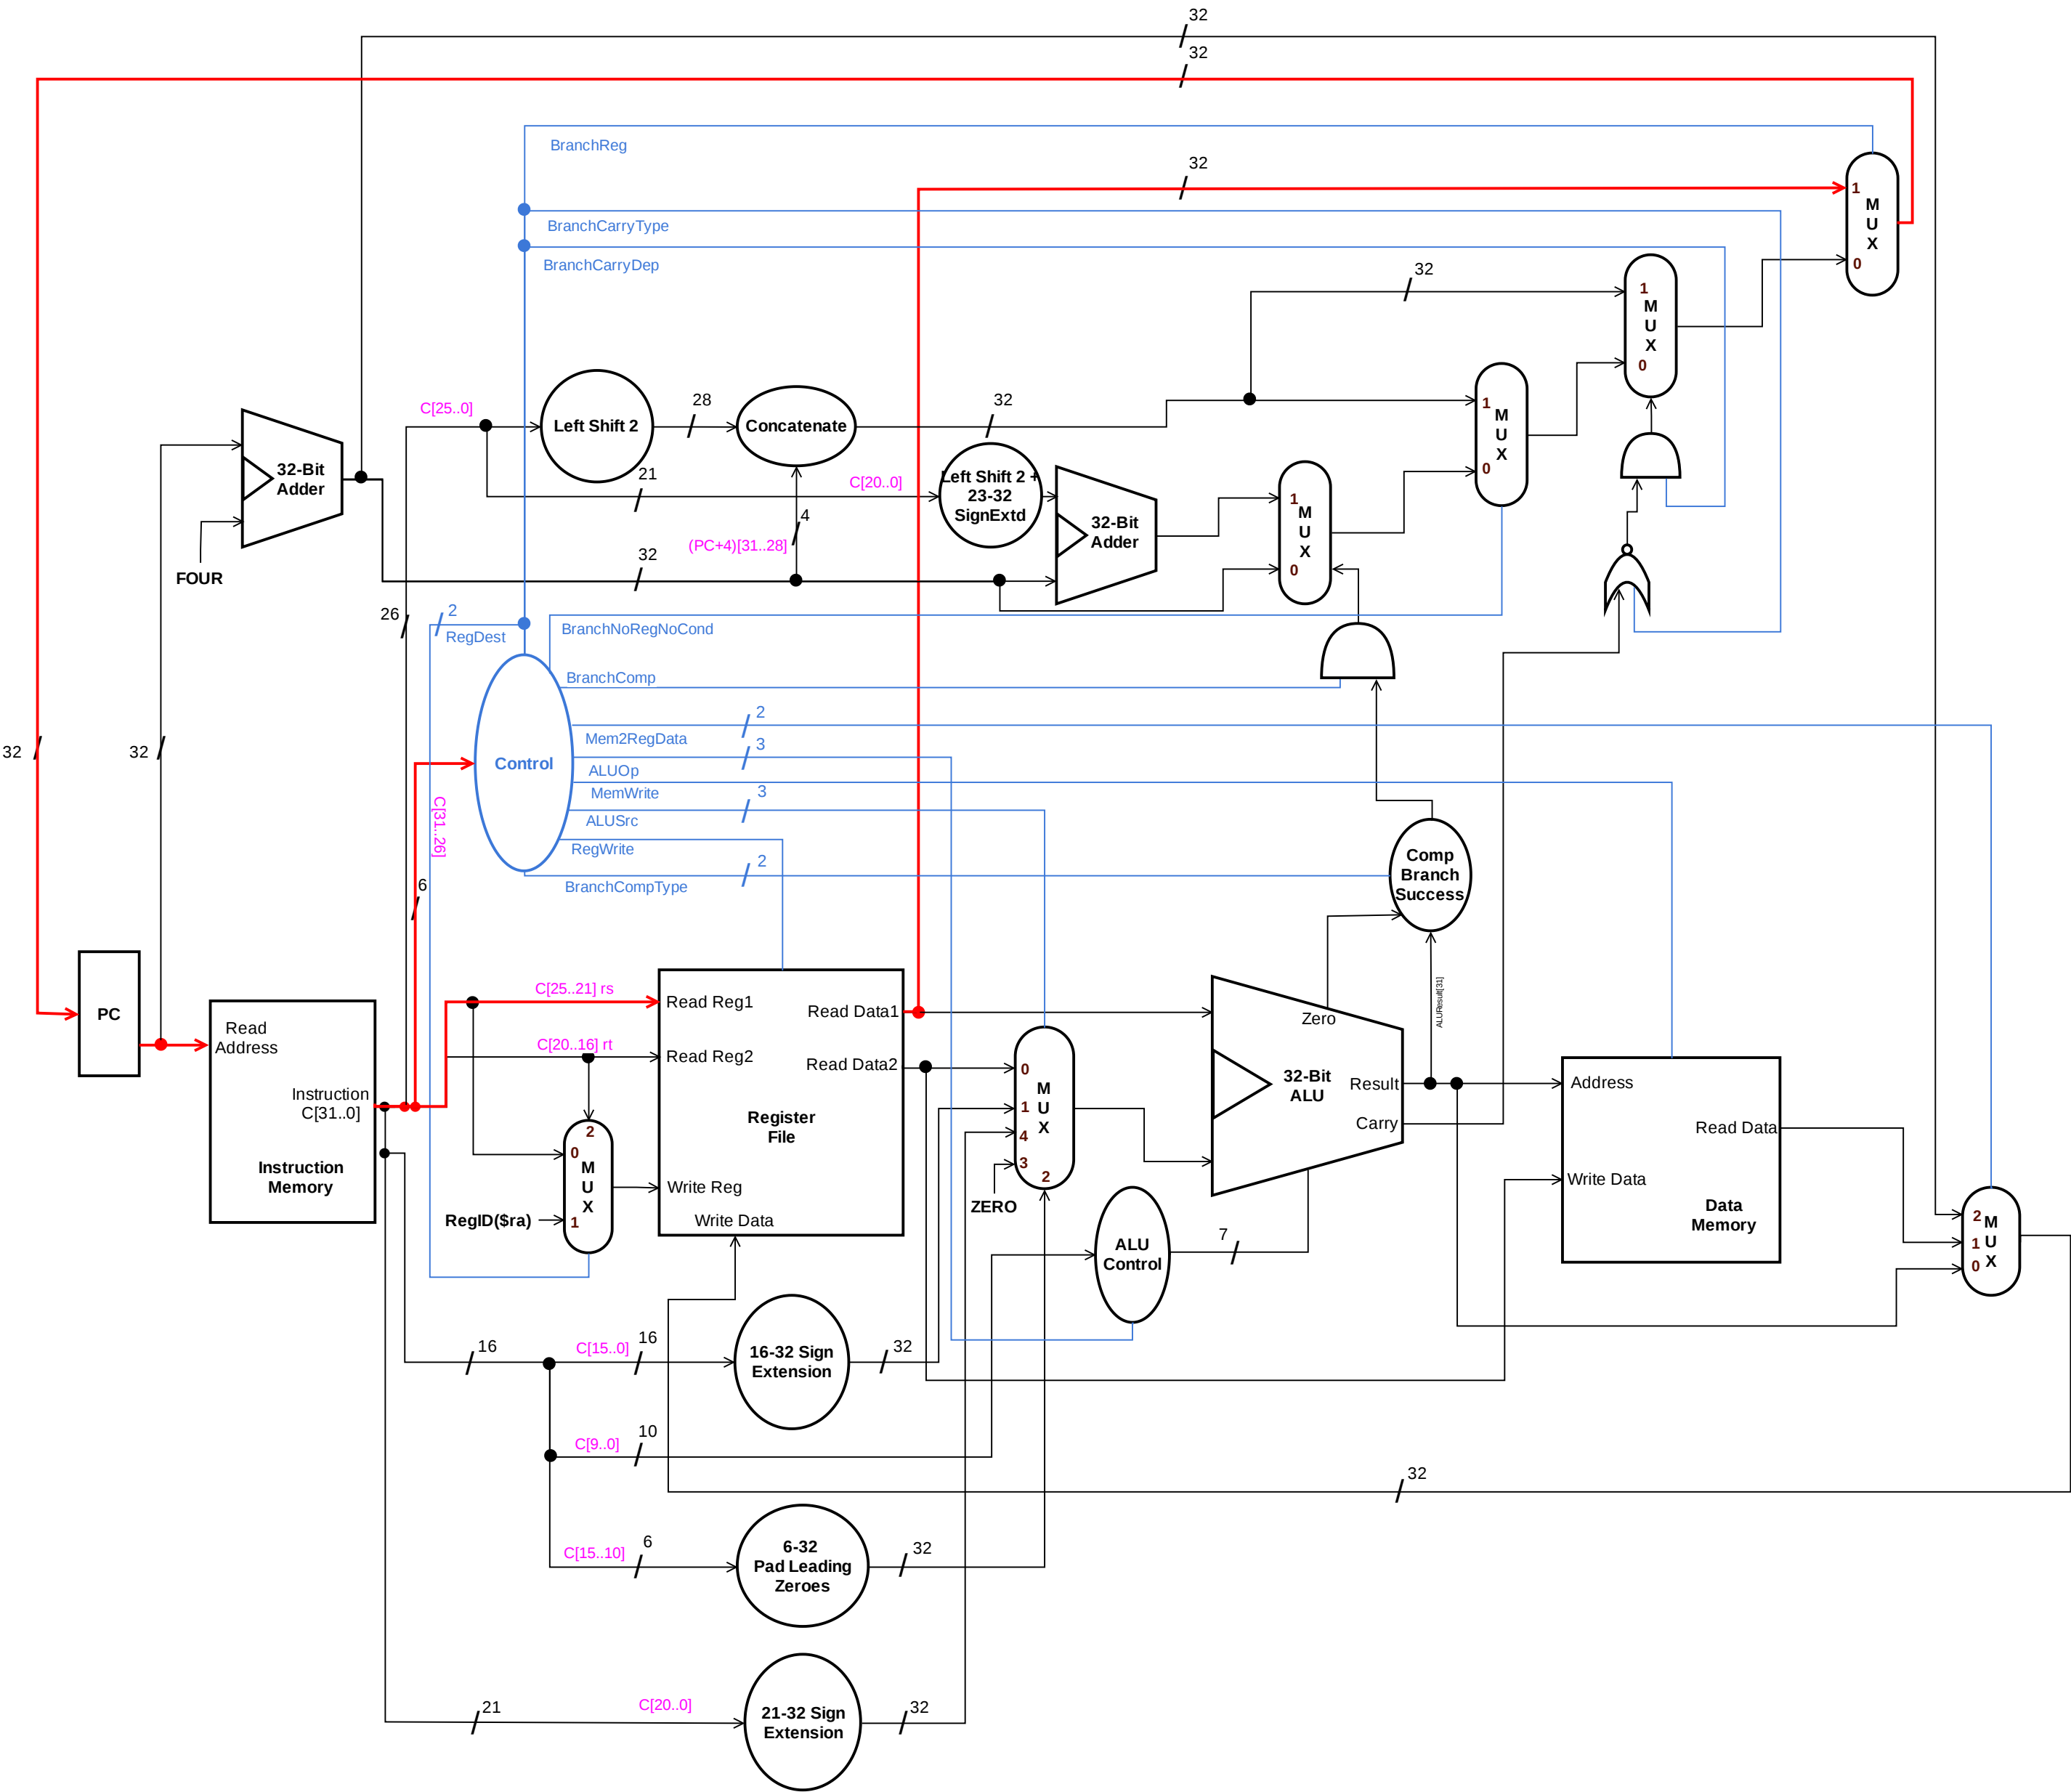 32
32
BranchReg
32
1
M
U
X
0
BranchCarryType
BranchCarryDep
32
1
M
U
X
0
C[25..0]
Left Shift 2
28
Concatenate
32
1
M
U
X
0
32-Bit
Adder
21
C[20..0]
Left Shift 2 +
23-32
SignExtd
4
(PC+4)[31..28]
32-Bit
Adder
1
M
U
X
0
FOUR
32
26
2
RegDest
BranchNoRegNoCond
BranchComp
2
Mem2RegData
3
ALUOp
MemWrite
3
ALUSrc
RegWrite
2
BranchCompType
Control
32
32
C[31..26]
6
Comp
Branch
Success
ALUResult[31]
PC
Read
Address
Instruction
C[31..0]
Instruction
Memory
C[25..21] rs
C[20..16] rt
Read Reg1
Read Data1
Read Reg2
Read Data2
Register
File
Write Reg
Write Data
2
0
M
U
X
1
RegID($ra)
0
M
1
U
X
4
3
2
ZERO
Zero
32-Bit
ALU
Result
Carry
ALU
Control
7
Address
Read Data
Write Data
Data
Memory
2
M
1
U
0
X
16
C[15..0]
16
16-32 Sign
Extension
32
C[9..0]
10
32
C[15..10]
6
6-32
Pad Leading
Zeroes
32
21
C[20..0]
21-32 Sign
Extension
32